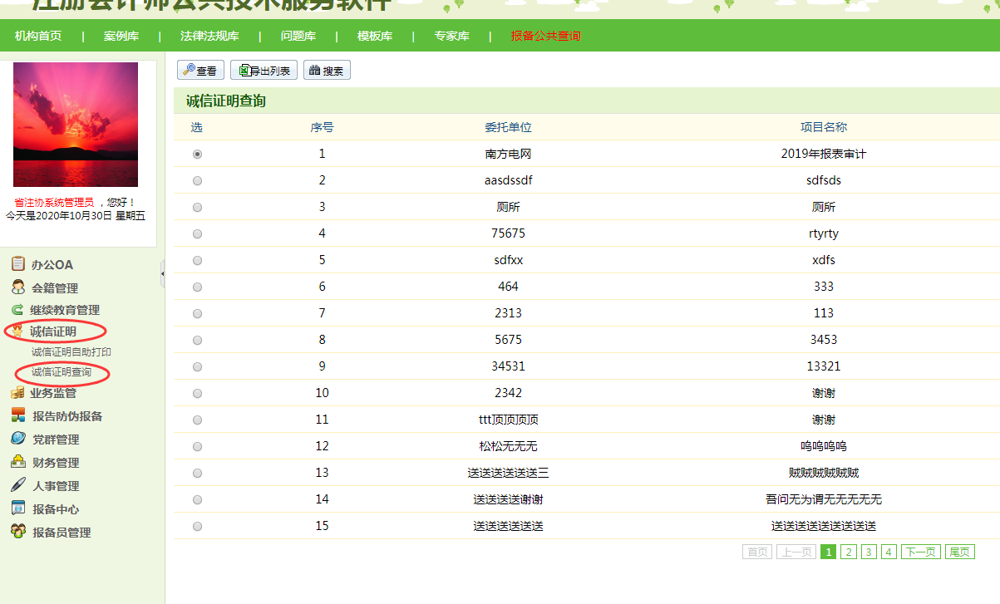 注册会计师公共技术服务软件
机构首页 | 案例库 | 法律法规库 | 问题库 | 模板库 | 专家库 | 报备公共查询
查看 导出列表 搜索
诚信证明查询
选 序号 委托单位 项目名称
1 南方电网 2019年报表审计
2 aasdssdf sdfsds
3 厕所 厕所
4 75675 rtyrty
5 sdfxx xdfs
6 464 333
7 2313 113
8 5675 3453
9 34531 13321
10 2342 谢谢
11 ttt顶顶顶顶 谢谢
12 松松无无无 呜呜呜呜
13 送送送送送送三 贼贼贼贼贼贼
14 送送送送谢谢 吾问无为谓无无无无无
15 送送送送送送 送送送送送送送送送
首页 上一页 1 2 3 4 下一页 尾页
省注协系统管理员 ，您好！
今天是2020年10月30日 星期五
办公OA
会籍管理
继续教育管理
诚信证明
诚信证明自助打印
诚信证明查询
业务监管
报告防伪报备
党群管理
财务管理
人事管理
报备中心
报备员管理